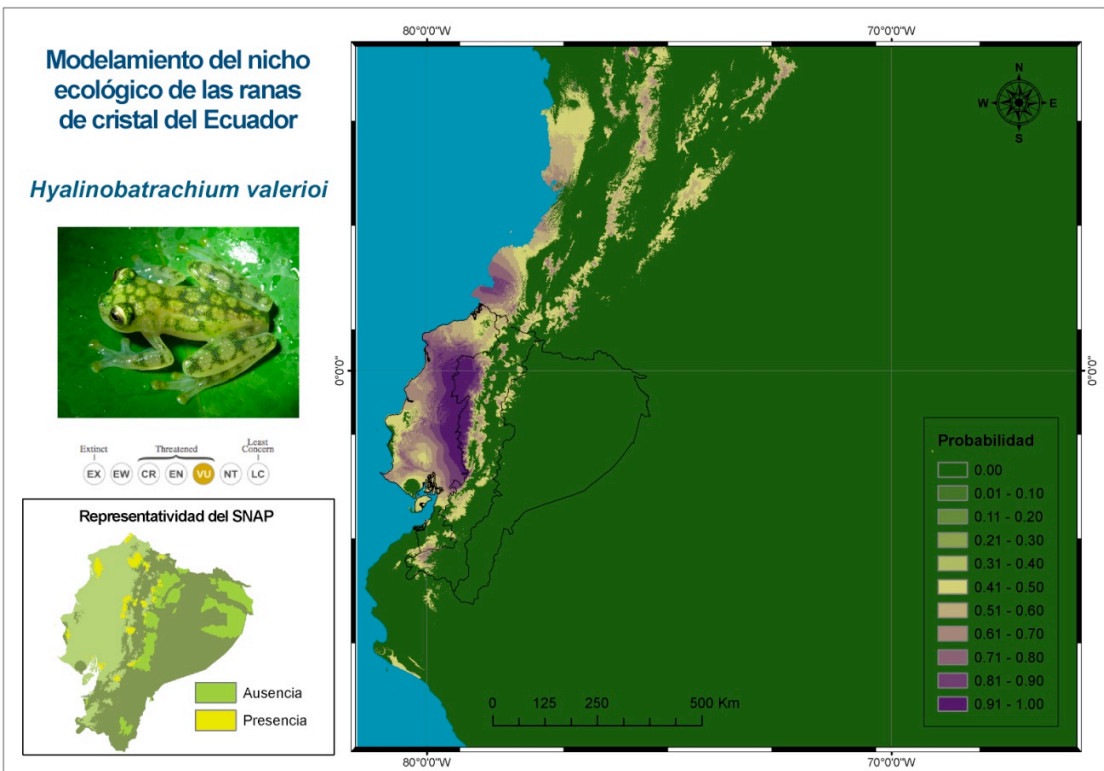 Modelamiento del nicho
ecológico de las ranas
de cristal del Ecuador
Hyalinobatrachium valerioi
Extinct
Threatened
Least
Concern
EX EW CR EN VU NT LC
Representatividad del SNAP
Ausencia
Presencia
80°0'0"W
70°0'0"W
N
W
E
S
0°0'0"
0°0'0"
Probabilidad
0.00
0.01 - 0.10
0.11 - 0.20
0.21 - 0.30
0.31 - 0.40
0.41 - 0.50
0.51 - 0.60
0.61 - 0.70
0.71 - 0.80
0.81 - 0.90
0.91 - 1.00
0 125 250 500 Km
80°0'0"W
70°0'0"W